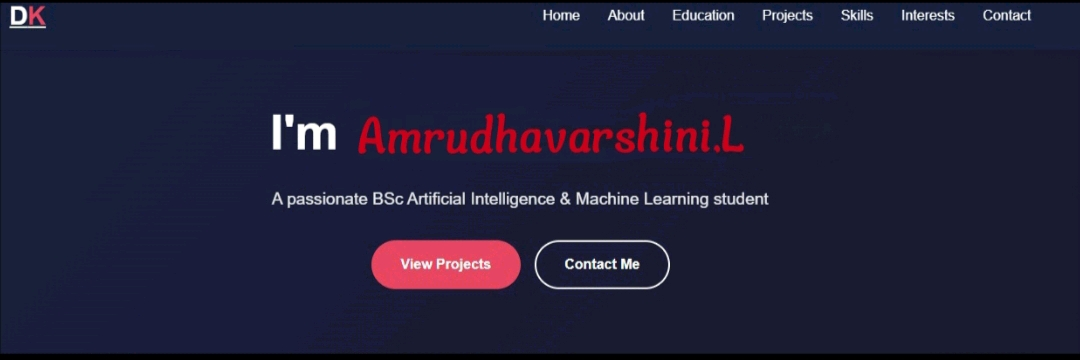 DK Home About Education Projects Skills Interests Contact
I'm Amrudhavarshini.L
A passionate BSc Artificial Intelligence & Machine Learning student
View Projects Contact Me